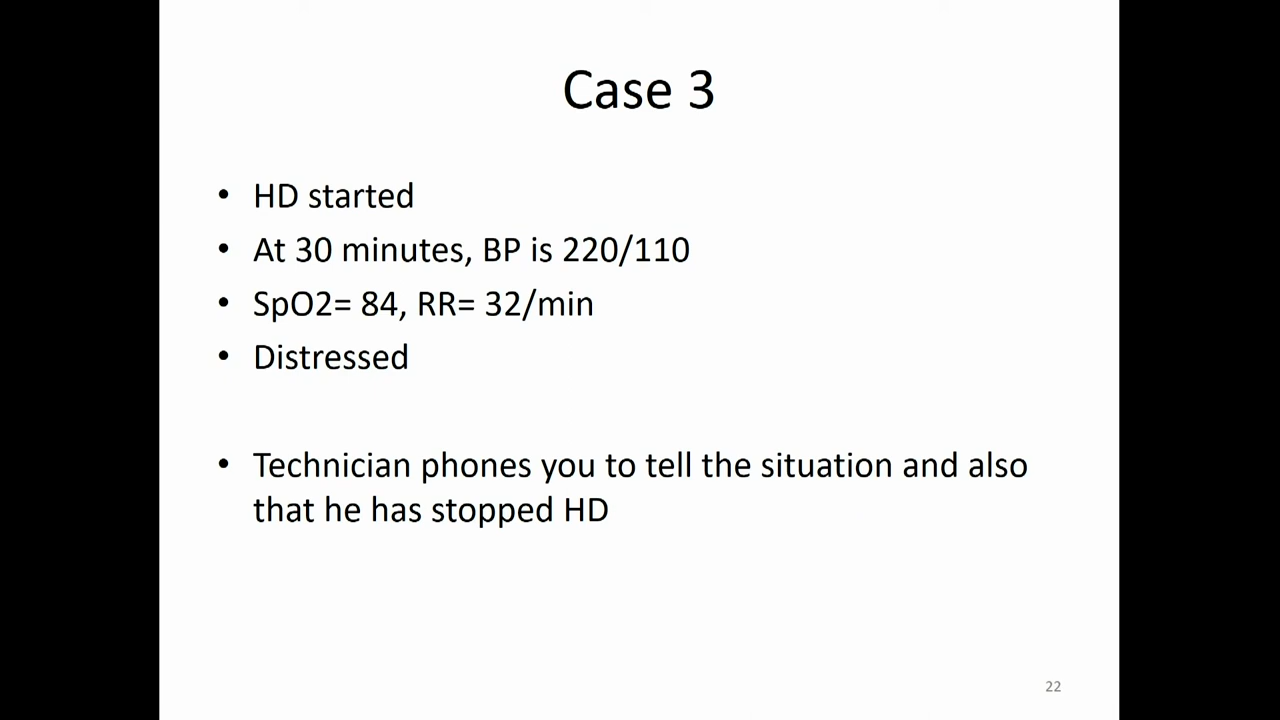 Case 3
• HD started
• At 30 minutes, BP is 220/110
• SpO2= 84, RR= 32/min
• Distressed
• Technician phones you to tell the situation and also
that he has stopped HD
22